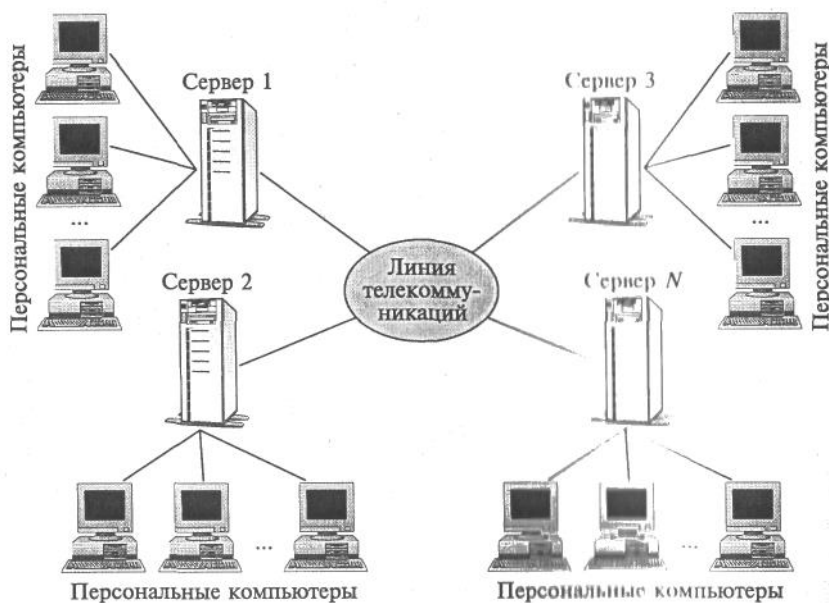 Персональные компьютеры
Сервер 1
...
Сервер 3
Персональные компьютеры
...
Линия
телекомму-
никаций
Сервер 2
...
Персональные компьютеры
Сервер N
...
Персональные компьютеры